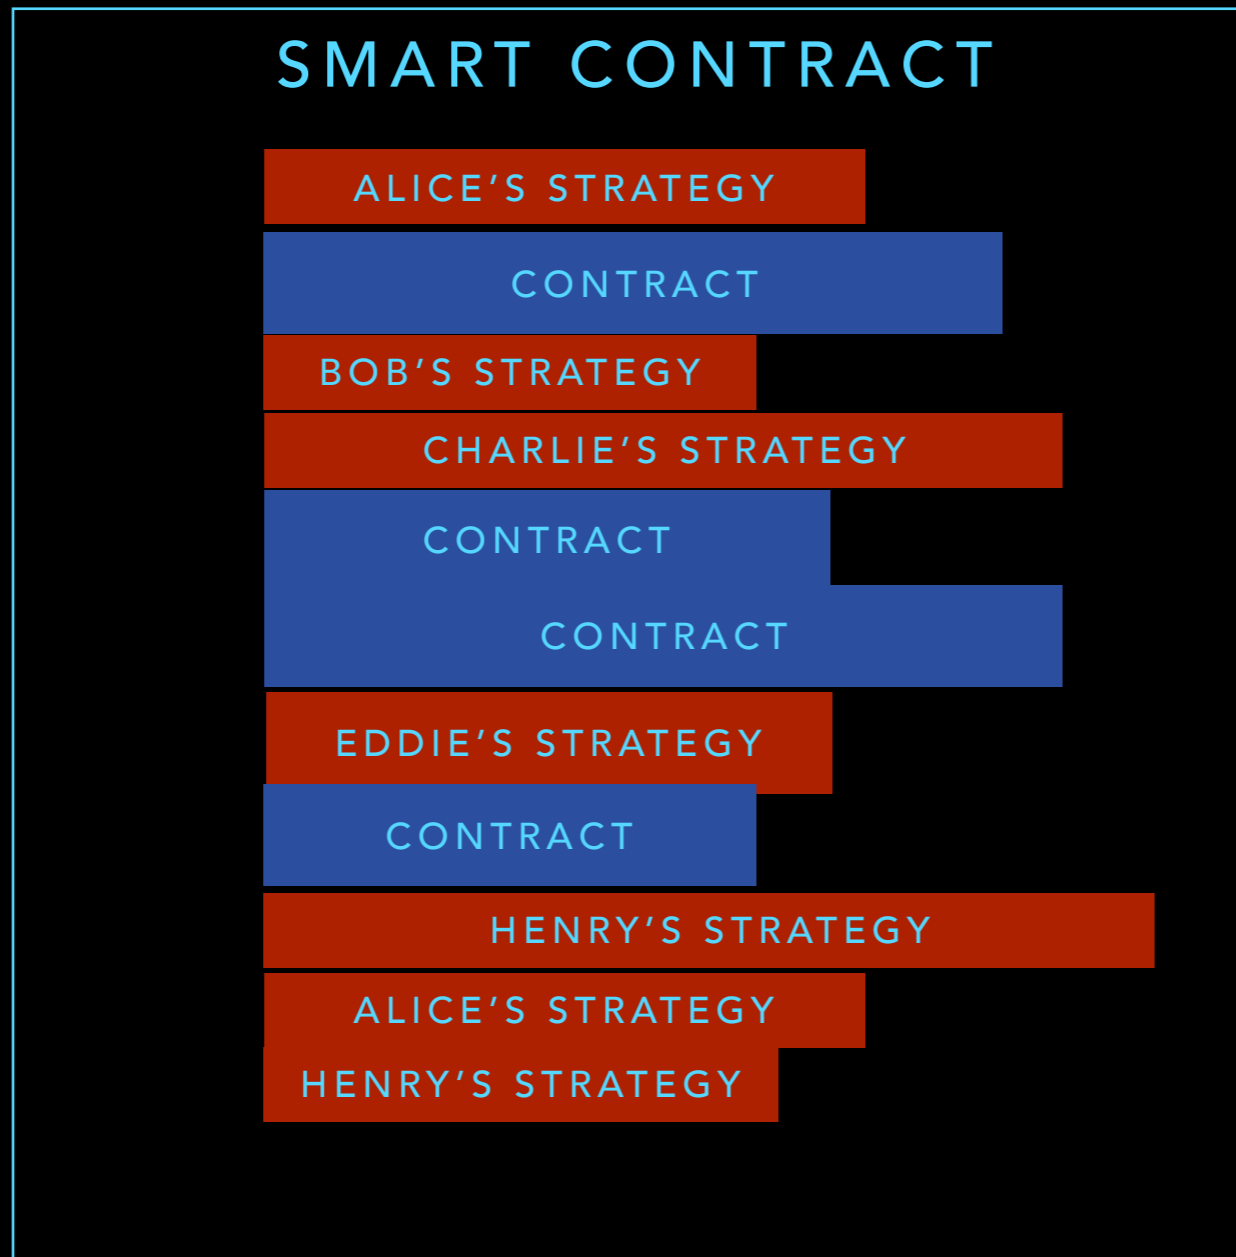 SMART CONTRACT
ALICE’S STRATEGY
CONTRACT
BOB’S STRATEGY
CHARLIE’S STRATEGY
CONTRACT
CONTRACT
EDDIE’S STRATEGY
CONTRACT
HENRY’S STRATEGY
ALICE’S STRATEGY
HENRY’S STRATEGY